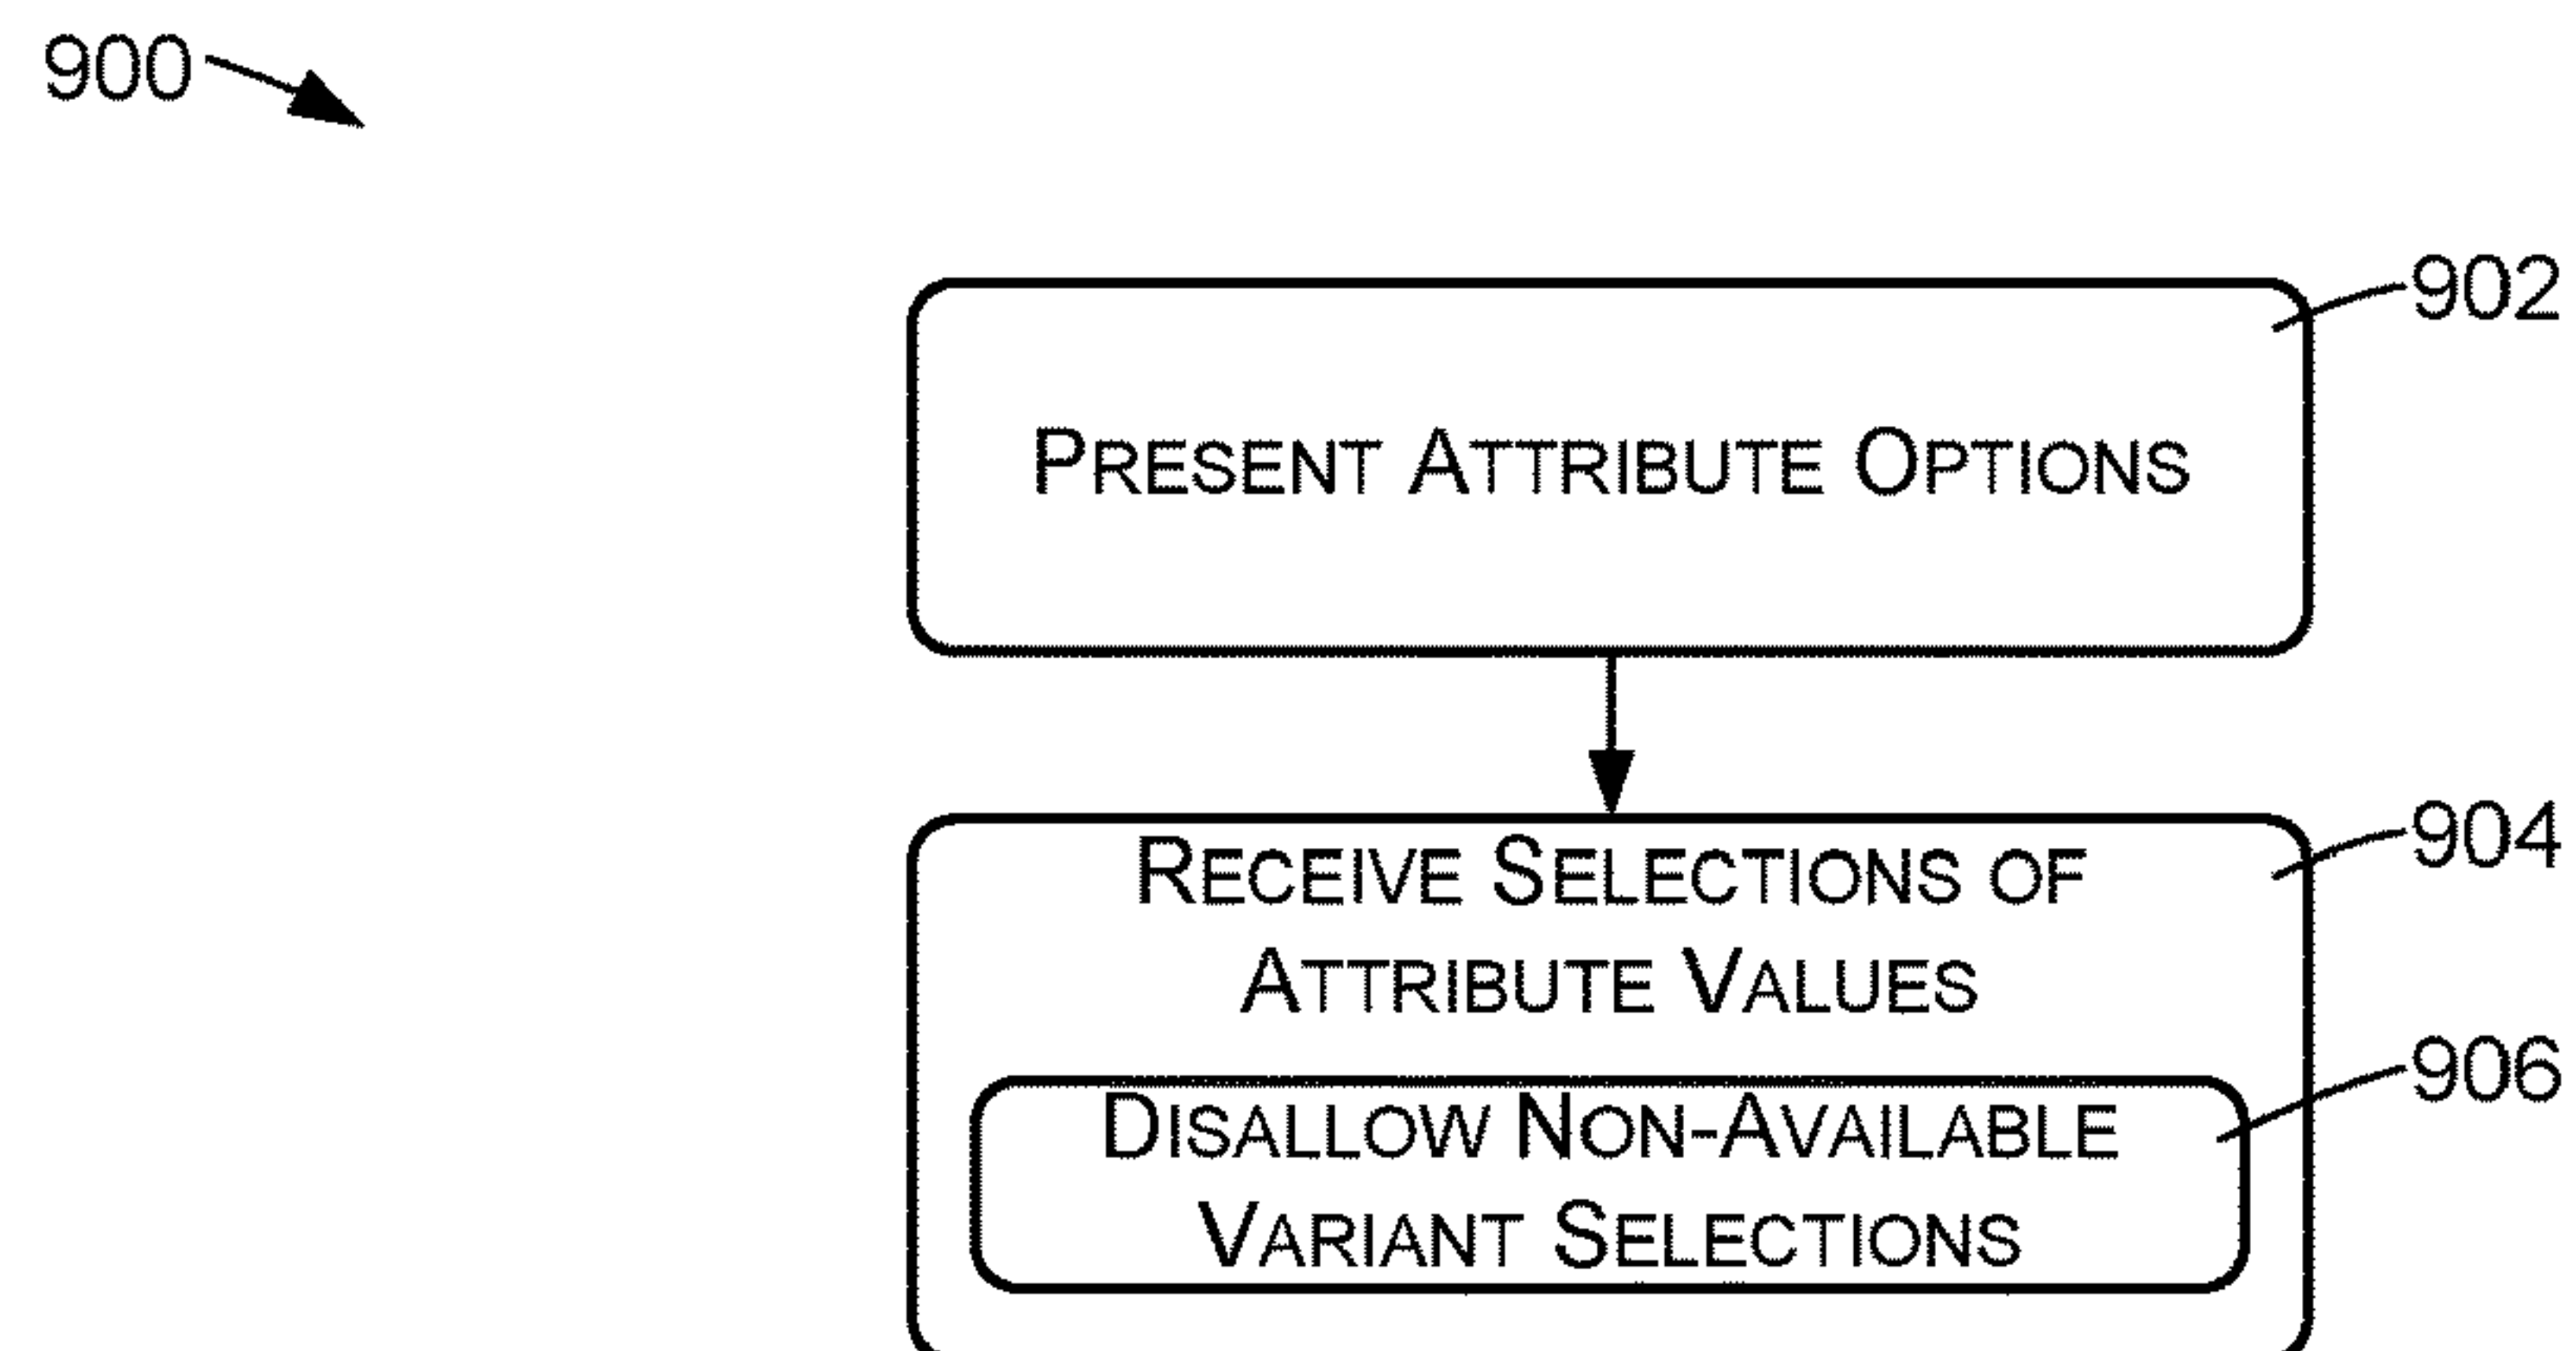 900
902
PRESENT ATTRIBUTE OPTIONS
904
RECEIVE SELECTIONS OF
ATTRIBUTE VALUES
906
DISALLOW NON-AVAILABLE
VARIANT SELECTIONS